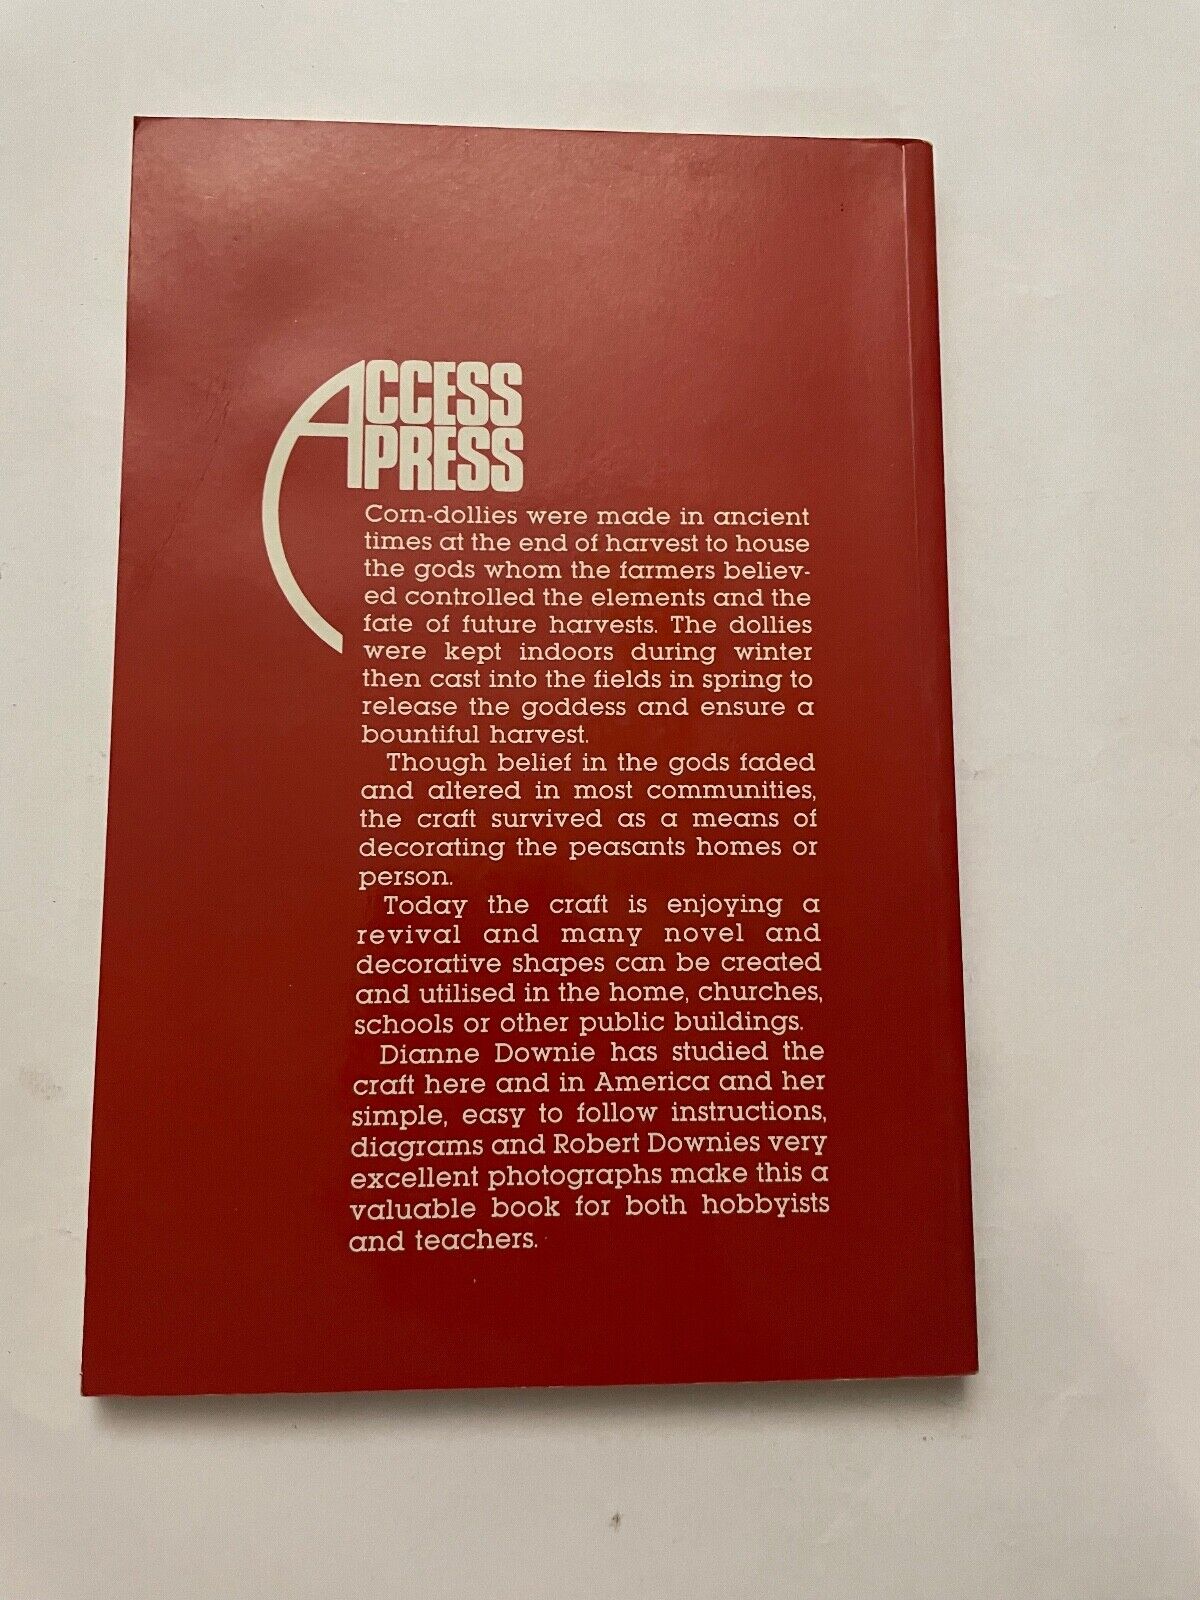 ACCESS
PRESS
Corn-dollies were made in ancient
times at the end of harvest to house
the gods whom the farmers believ-
ed controlled the elements and the
fate of future harvests. The dollies
were kept indoors during winter
then cast into the fields in spring to
release the goddess and ensure a
bountiful harvest.
Though belief in the gods faded
and altered in most communities,
the craft survived as a means of
decorating the peasants homes or
person.
Today the craft is enjoying a
revival and many novel and
decorative shapes can be created
and utilised in the home, churches,
schools or other public buildings.
Dianne Downie has studied the
craft here and in America and her
simple, easy to follow instructions,
diagrams and Robert Downies very
excellent photographs make this a
valuable book for both hobbyists
and teachers.